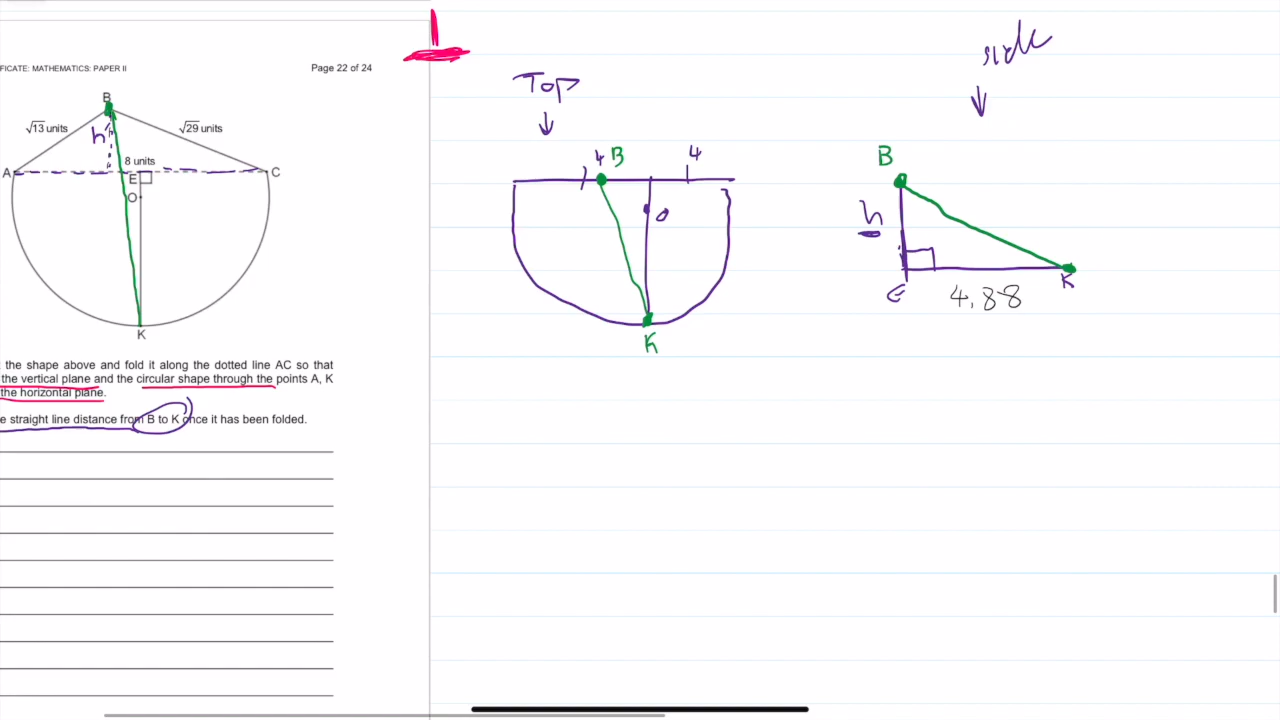 FICATE: MATHEMATICS: PAPER II
Page 22 of 24
B
√13 units
√29 units
h
8 units
A
E
C
O
K
the shape above and fold it along the dotted line AC so that
the vertical plane and the circular shape through the points A, K
the horizontal plane.
e straight line distance from B to K once it has been folded.
1
Top
4 B
4
O
K
side
B
h
E
4,88
K